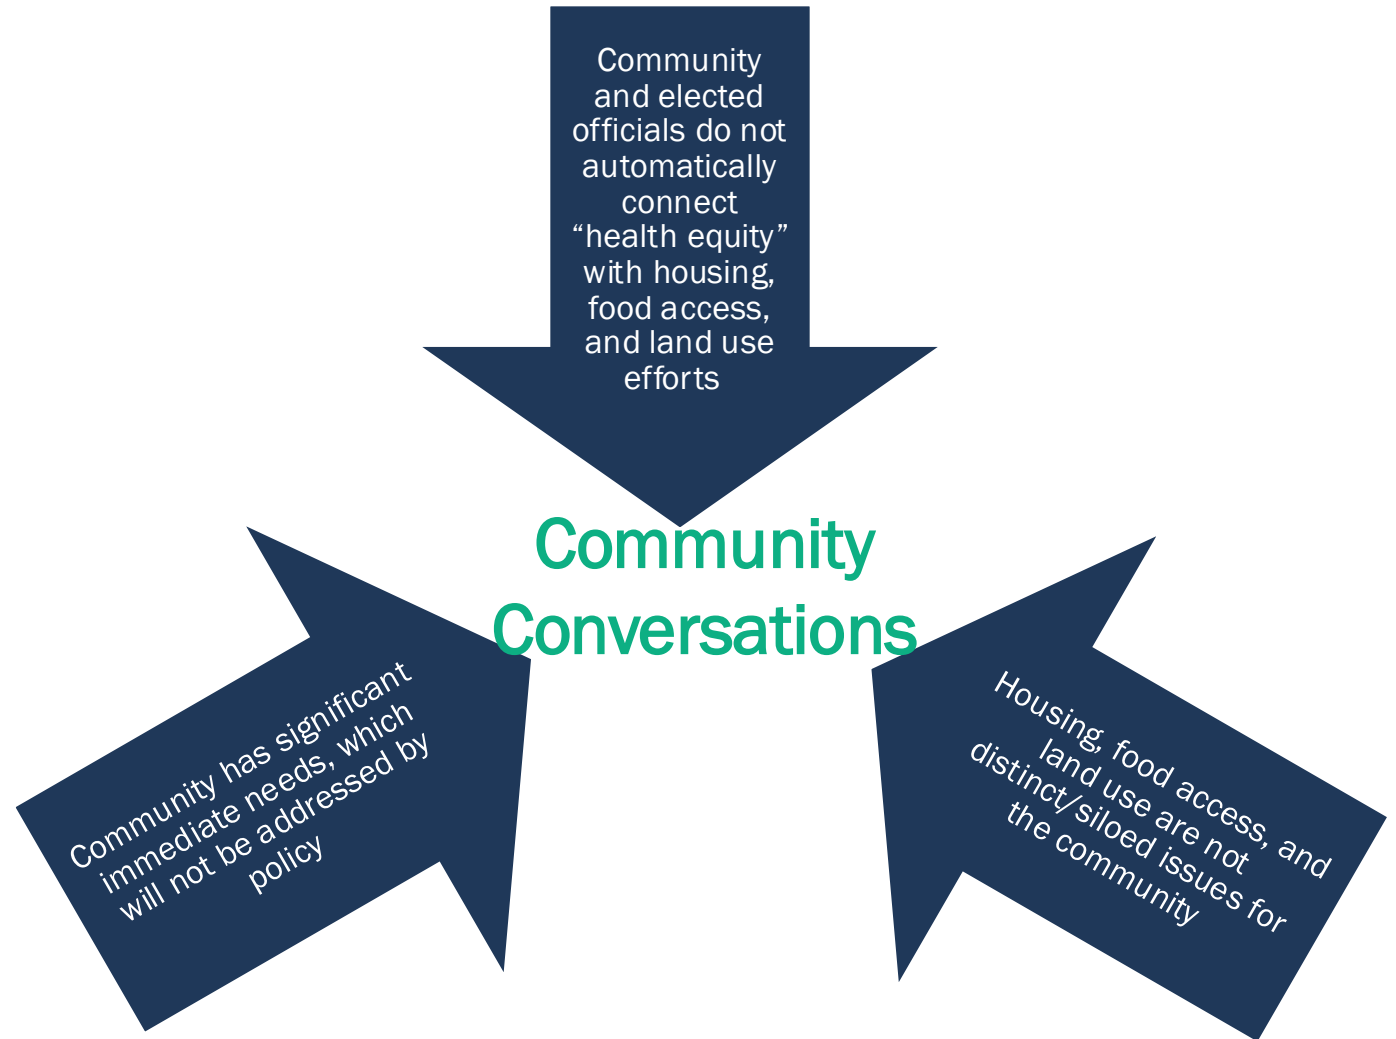 Community
and elected
officials do not
automatically
connect
“health equity”
with housing,
food access,
and land use
efforts
Community
Conversations
Community has significant
immediate needs, which
will not be addressed by
policy
Housing, food access, and
land use are not
distinct/siloed issues for
the community